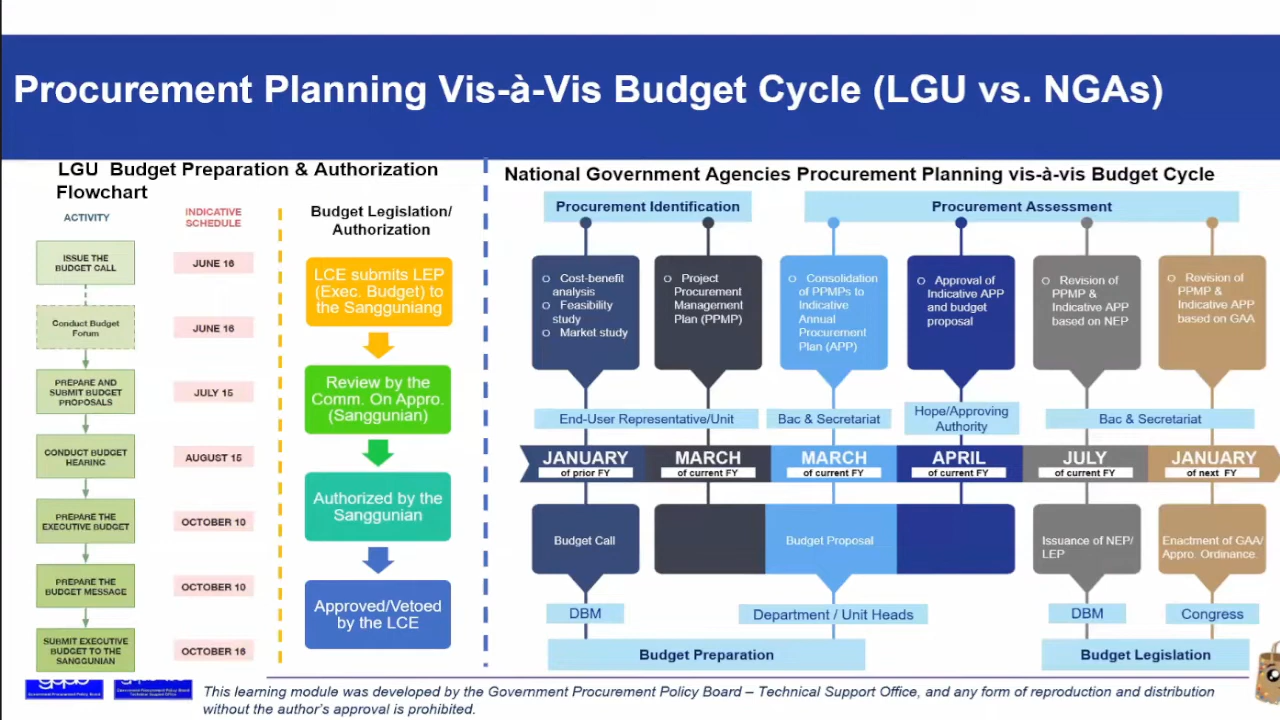 Procurement Planning Vis-à-Vis Budget Cycle (LGU vs. NGAs)
LGU Budget Preparation & Authorization
Flowchart
ACTIVITY
INDICATIVE
SCHEDULE
ISSUE THE
BUDGET CALL
JUNE 16
Conduct Budget
Forum
JUNE 16
PREPARE AND
SUBMIT BUDGET
PROPOSALS
JULY 15
CONDUCT BUDGET
HEARING
AUGUST 15
PREPARE THE
EXECUTIVE BUDGET
OCTOBER 10
PREPARE THE
BUDGET MESSAGE
OCTOBER 10
SUBMIT EXECUTIVE
BUDGET TO THE
SANGGUNIAN
OCTOBER 16
Budget Legislation/
Authorization
LCE submits LEP
(Exec. Budget) to
the Sangguniang
Review by the
Comm. On Appro.
(Sanggunian)
Authorized by the
Sanggunian
Approved/Vetoed
by the LCE
National Government Agencies Procurement Planning vis-à-vis Budget Cycle
Procurement Identification
Procurement Assessment
o Cost-benefit
analysis
o Feasibility
study
o Market study
o Project
Procurement
Management
Plan (PPMP)
o Consolidation
of PPMPs to
Indicative
Annual
Procurement
Plan (APP)
o Approval of
Indicative APP
and budget
proposal
o Revision of
PPMP &
Indicative APP
based on NEP
o Revision of
PPMP &
Indicative APP
based on GAA
End-User Representative/Unit
Bac & Secretariat
Hope/Approving
Authority
Bac & Secretariat
JANUARY
of prior FY
MARCH
of current FY
MARCH
of current FY
APRIL
of current FY
JULY
of current FY
JANUARY
of next FY
Budget Call
Budget Proposal
Issuance of NEP/
LEP
Enactment of GAA/
Appro. Ordinance.
DBM
Department / Unit Heads
DBM
Congress
Budget Preparation
Budget Legislation
Government Procurement Policy Board
Government Procurement Policy Board
Technical Support Office
This learning module was developed by the Government Procurement Policy Board – Technical Support Office, and any form of reproduction and distribution
without the author's approval is prohibited.